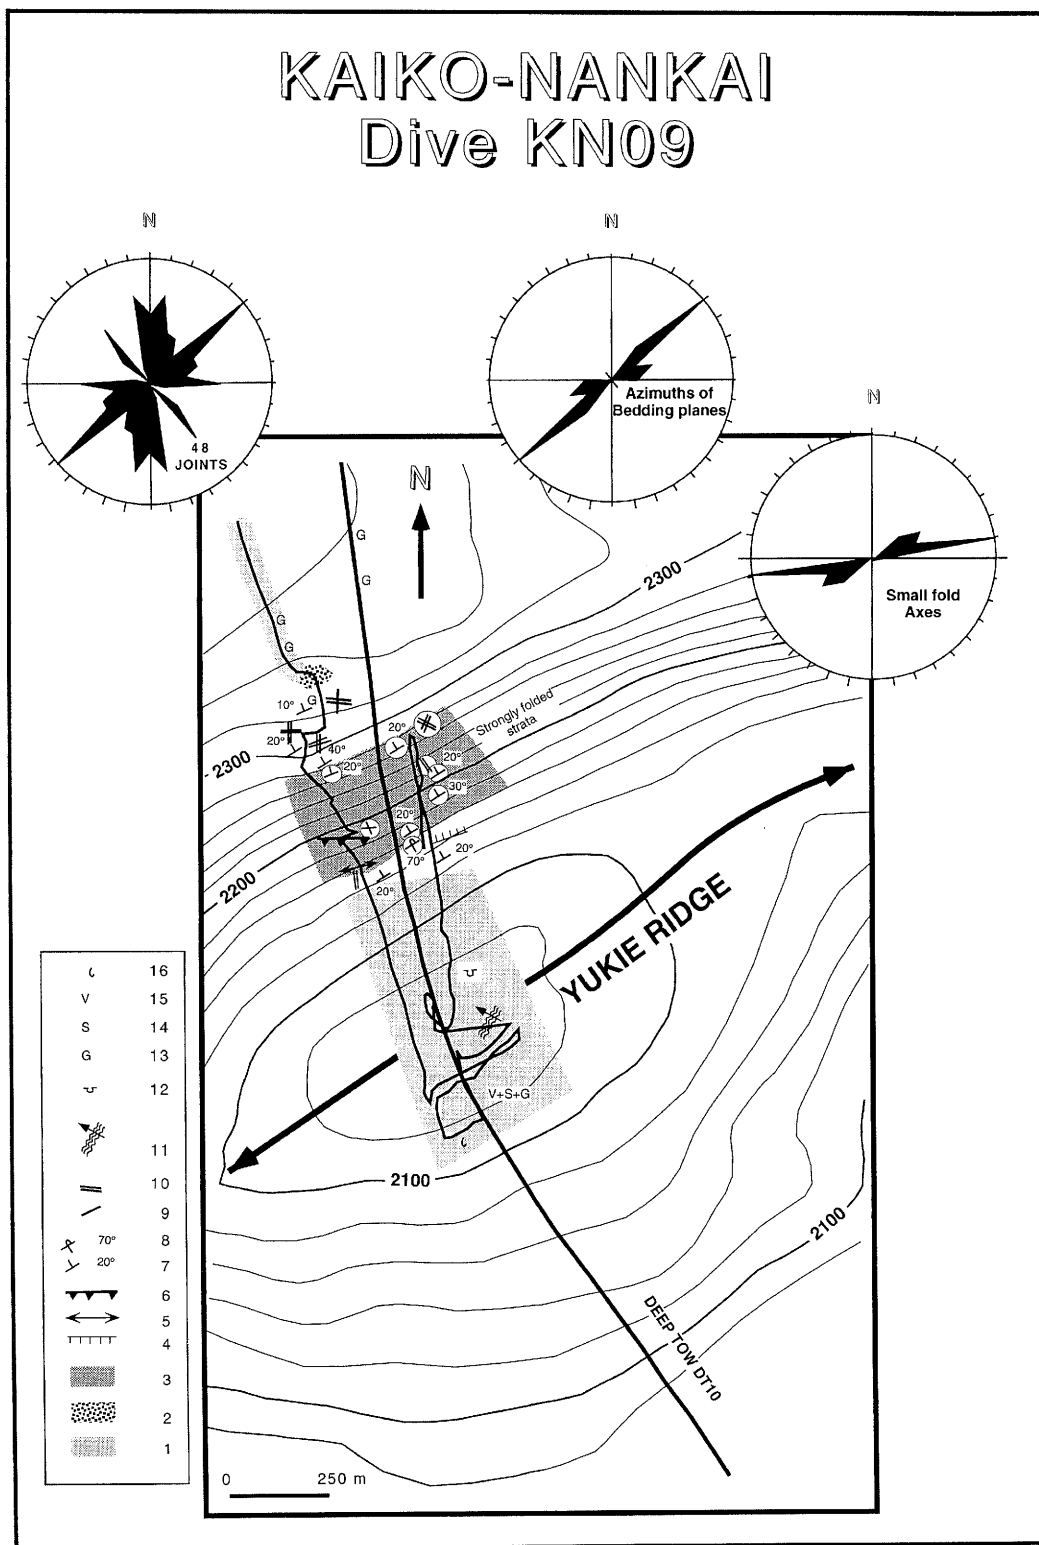 KAIKO-NANKAI
Dive KN09
N
N
N
48
JOINTS
Azimuths of
Bedding planes
Small fold
Axes
N
G
G
G
G
G
2300
Strongly folded
strata
10°
20°
40°
20°
20°
20°
30°
20°
70°
20°
20°
2300
2200
YUKIE RIDGE
V+S+G
2100
2100
DEEP TOW DT10
0 250 m
16
V 15
S 14
G 13
12
11
10
9
70° 8
20° 7
6
5
4
3
2
1